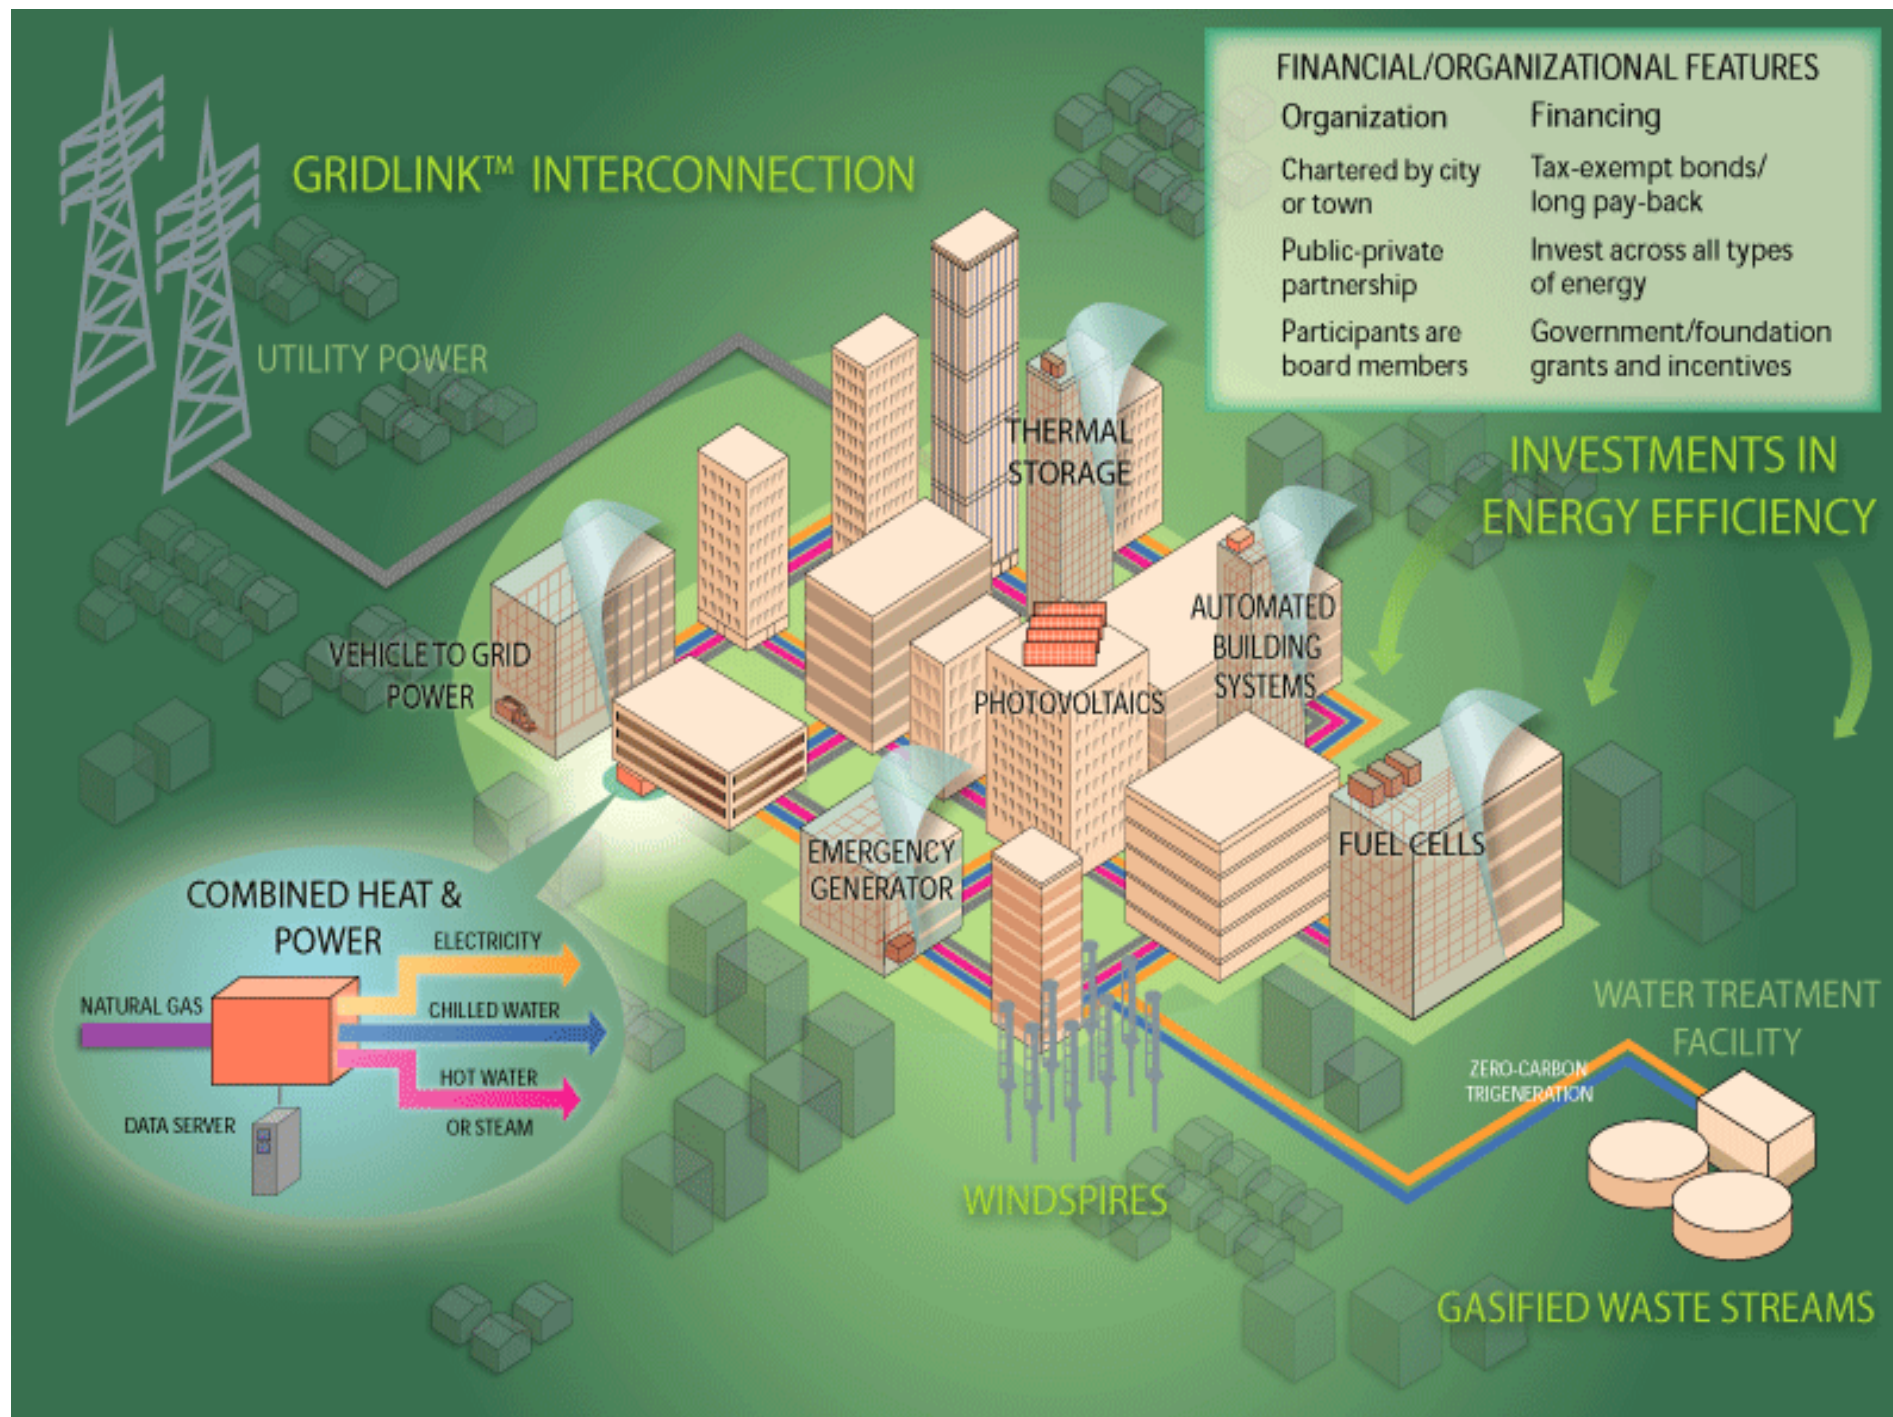 FINANCIAL/ORGANIZATIONAL FEATURES
Organization
Financing
Chartered by city
or town
Tax-exempt bonds/
long pay-back
Public-private
partnership
Invest across all types
of energy
Participants are
board members
Government/foundation
grants and incentives
GRIDLINK™ INTERCONNECTION
UTILITY POWER
THERMAL
STORAGE
INVESTMENTS IN
ENERGY EFFICIENCY
VEHICLE TO GRID
POWER
AUTOMATED
BUILDING
SYSTEMS
PHOTOVOLTAICS
EMERGENCY
GENERATOR
FUEL CELLS
COMBINED HEAT &
POWER
ELECTRICITY
NATURAL GAS
CHILLED WATER
HOT WATER
OR STEAM
DATA SERVER
WATER TREATMENT
FACILITY
ZERO-CARBON
TRIGENERATION
WINDSPIRES
GASIFIED WASTE STREAMS